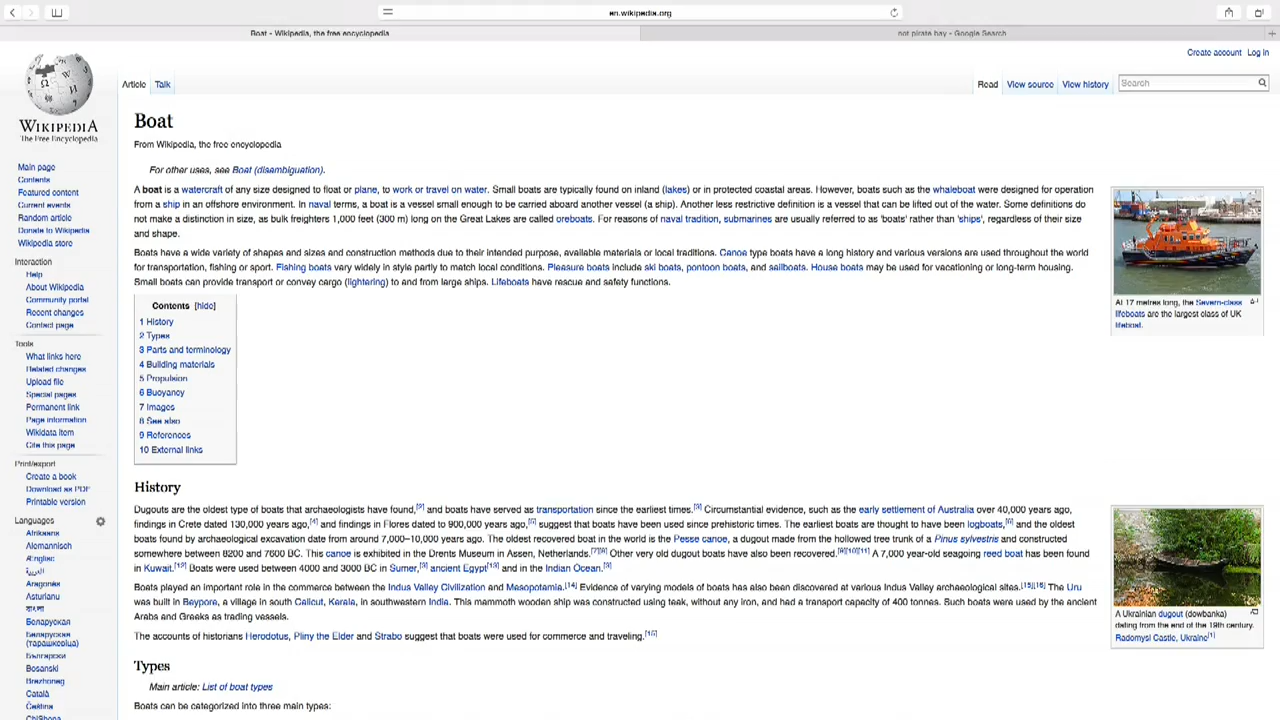 en.wikipedia.org
Boat - Wikipedia, the free encyclopedia
not pirate bay - Google Search
Create account Log in
Article Talk
Read View source View history
Search
WIKIPEDIA
The Free Encyclopedia
Main page
Contents
Featured content
Current events
Random article
Donate to Wikipedia
Wikipedia store
Interaction
Help
About Wikipedia
Community portal
Recent changes
Contact page
Tools
What links here
Related changes
Upload file
Special pages
Permanent link
Page information
Wikidata item
Cite this page
Print/export
Create a book
Download as PDF
Printable version
Languages
Afrikaans
Alemannisch
Ænglisc
العربية
Aragonés
Asturianu
বাংলা
Беларуская
Беларуская
(тарашкевіца)
Български
Bosanski
Brezhoneg
Català
Čeština
Boat
From Wikipedia, the free encyclopedia
For other uses, see Boat (disambiguation).
A boat is a watercraft of any size designed to float or plane, to work or travel on water. Small boats are typically found on inland (lakes) or in protected coastal areas. However, boats such as the whaleboat were designed for operation
from a ship in an offshore environment. In naval terms, a boat is a vessel small enough to be carried aboard another vessel (a ship). Another less restrictive definition is a vessel that can be lifted out of the water. Some definitions do
not make a distinction in size, as bulk freighters 1,000 feet (300 m) long on the Great Lakes are called oreboats. For reasons of naval tradition, submarines are usually referred to as 'boats' rather than 'ships', regardless of their size
and shape.
Boats have a wide variety of shapes and sizes and construction methods due to their intended purpose, available materials or local traditions. Canoe type boats have a long history and various versions are used throughout the world
for transportation, fishing or sport. Fishing boats vary widely in style partly to match local conditions. Pleasure boats include ski boats, pontoon boats, and sailboats. House boats may be used for vacationing or long-term housing.
Small boats can provide transport or convey cargo (lightering) to and from large ships. Lifeboats have rescue and safety functions.
Contents [hide]
1 History
2 Types
3 Parts and terminology
4 Building materials
5 Propulsion
6 Buoyancy
7 Images
8 See also
9 References
10 External links
At 17 metres long, the Severn-class
lifeboats are the largest class of UK
lifeboat.
History
Dugouts are the oldest type of boats that archaeologists have found,[2] and boats have served as transportation since the earliest times.[3] Circumstantial evidence, such as the early settlement of Australia over 40,000 years ago,
findings in Crete dated 130,000 years ago,[4] and findings in Flores dated to 900,000 years ago,[5] suggest that boats have been used since prehistoric times. The earliest boats are thought to have been logboats,[6] and the oldest
boats found by archaeological excavation date from around 7,000–10,000 years ago. The oldest recovered boat in the world is the Pesse canoe, a dugout made from the hollowed tree trunk of a Pinus sylvestris and constructed
somewhere between 8200 and 7600 BC. This canoe is exhibited in the Drents Museum in Assen, Netherlands.[7][8] Other very old dugout boats have also been recovered.[9][10][11] A 7,000 year-old seagoing reed boat has been found
in Kuwait.[12] Boats were used between 4000 and 3000 BC in Sumer,[3] ancient Egypt[13] and in the Indian Ocean.[3]
Boats played an important role in the commerce between the Indus Valley Civilization and Mesopotamia.[14] Evidence of varying models of boats has also been discovered at various Indus Valley archaeological sites.[15][16] The Uru
was built in Beypore, a village in south Calicut, Kerala, in southwestern India. This mammoth wooden ship was constructed using teak, without any iron, and had a transport capacity of 400 tonnes. Such boats were used by the ancient
Arabs and Greeks as trading vessels.
The accounts of historians Herodotus, Pliny the Elder and Strabo suggest that boats were used for commerce and traveling.[15]
A Ukrainian dugout (dowbanka)
dating from the end of the 19th century.
Radomysl Castle, Ukraine[1]
Types
Main article: List of boat types
Boats can be categorized into three main types: